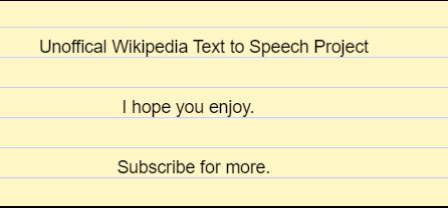 Unoffical Wikipedia Text to Speech Project
I hope you enjoy.
Subscribe for more.